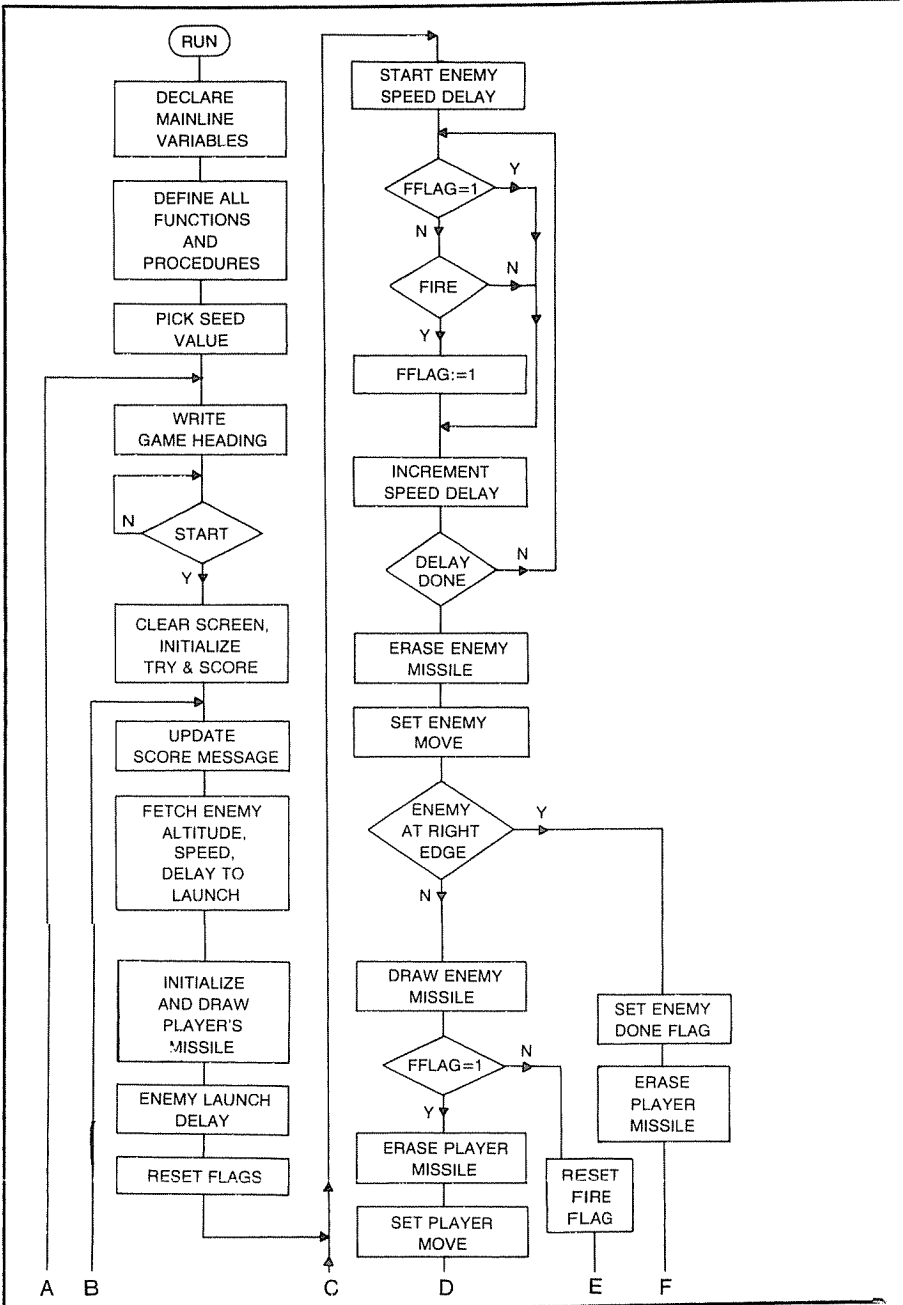 RUN
DECLARE
MAINLINE
VARIABLES
DEFINE ALL
FUNCTIONS
AND
PROCEDURES
PICK SEED
VALUE
WRITE
GAME HEADING
N
START
Y
CLEAR SCREEN,
INITIALIZE
TRY & SCORE
UPDATE
SCORE MESSAGE
FETCH ENEMY
ALTITUDE,
SPEED,
DELAY TO
LAUNCH
INITIALIZE
AND DRAW
PLAYER'S
MISSILE
ENEMY LAUNCH
DELAY
RESET FLAGS
START ENEMY
SPEED DELAY
FFLAG=1
Y
N
FIRE
N
Y
FFLAG:=1
INCREMENT
SPEED DELAY
DELAY
DONE
N
ERASE ENEMY
MISSILE
SET ENEMY
MOVE
ENEMY
AT RIGHT
EDGE
Y
N
DRAW ENEMY
MISSILE
FFLAG=1
N
Y
ERASE PLAYER
MISSILE
SET PLAYER
MOVE
RESET
FIRE
FLAG
SET ENEMY
DONE FLAG
ERASE
PLAYER
MISSILE
A B C D E F